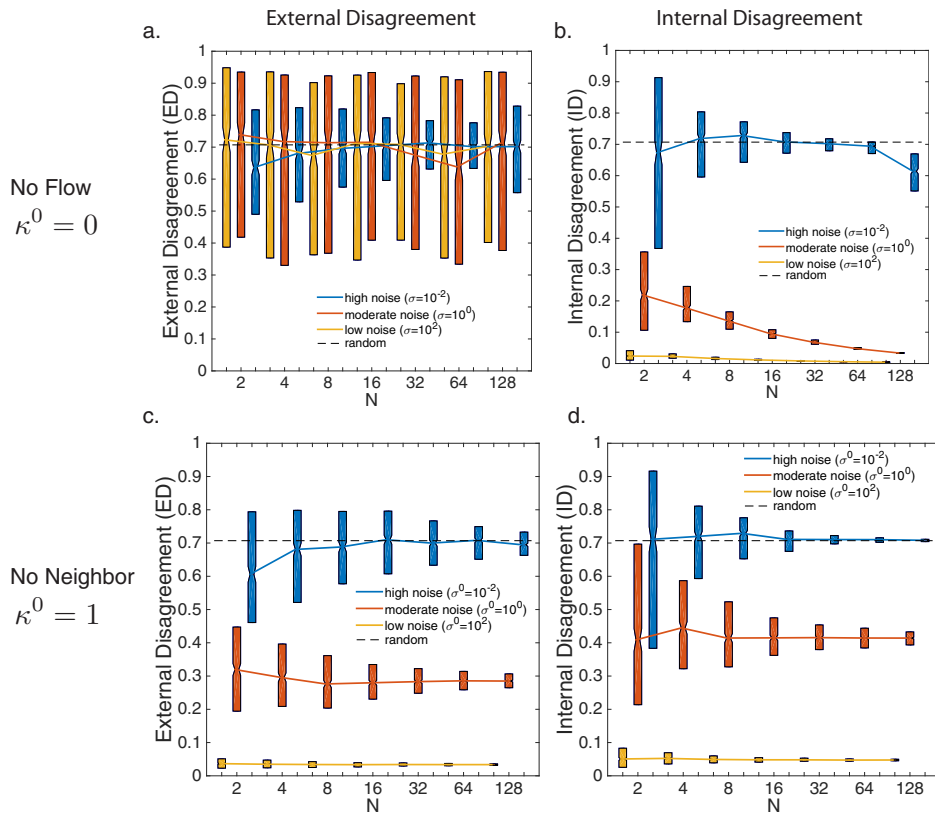 External Disagreement
Internal Disagreement
No Flow
κ⁰ = 0
No Neighbor
κ⁰ = 1
a.
External Disagreement (ED)
1
0.9
0.8
0.7
0.6
0.5
0.4
0.3
0.2
0.1
0
high noise (σ=10⁻²)
moderate noise (σ=10⁰)
low noise (σ=10²)
random
2 4 8 16 32 64 128
N
b.
Internal Disagreement (ID)
1
0.9
0.8
0.7
0.6
0.5
0.4
0.3
0.2
0.1
0
high noise (σ=10⁻²)
moderate noise (σ=10⁰)
low noise (σ=10²)
random
2 4 8 16 32 64 128
N
c.
External Disagreement (ED)
1
0.9
0.8
0.7
0.6
0.5
0.4
0.3
0.2
0.1
0
high noise (σ⁰=10⁻²)
moderate noise (σ⁰=10⁰)
low noise (σ⁰=10²)
random
2 4 8 16 32 64 128
N
d.
Internal Disagreement (ID)
1
0.9
0.8
0.7
0.6
0.5
0.4
0.3
0.2
0.1
0
high noise (σ⁰=10⁻²)
moderate noise (σ⁰=10⁰)
low noise (σ⁰=10²)
random
2 4 8 16 32 64 128
N